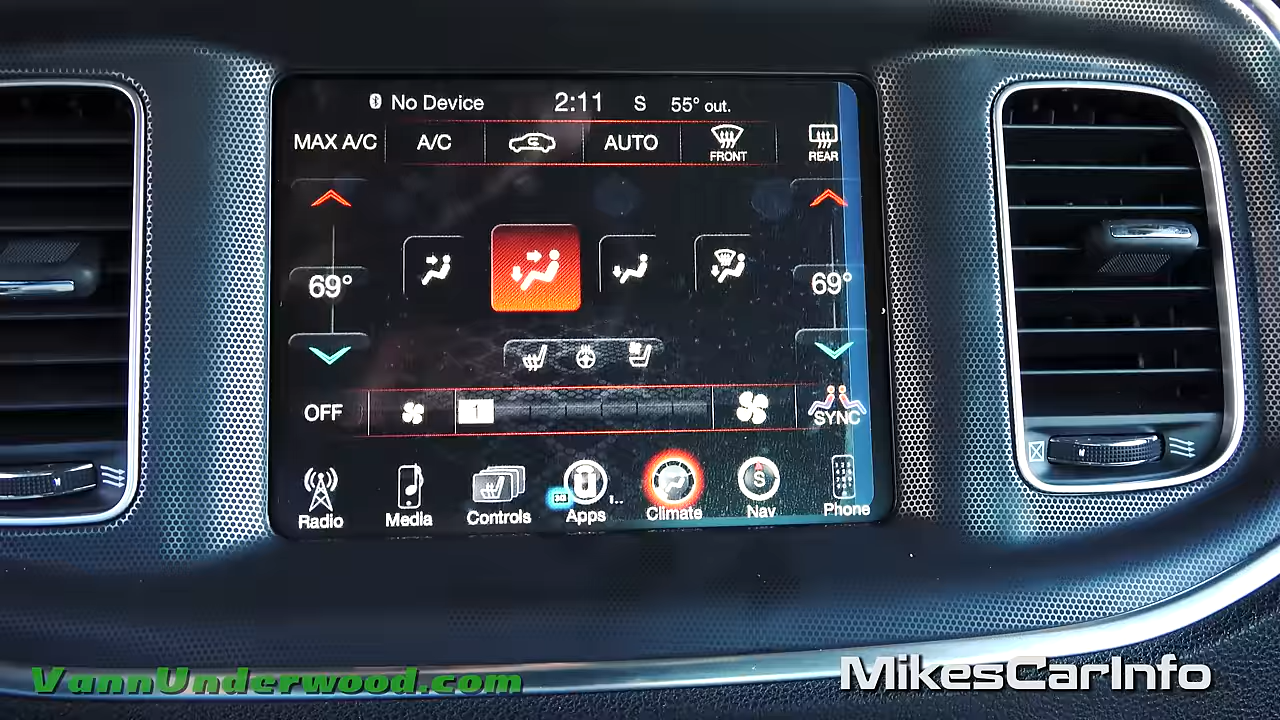 No Device 2:11 S 55° out.
MAX A/C A/C AUTO FRONT REAR
69° 69°
OFF 1 SYNC
Radio Media Controls 3G Apps Climate S Nav Phone
VannUnderwood.com
MikesCarInfo